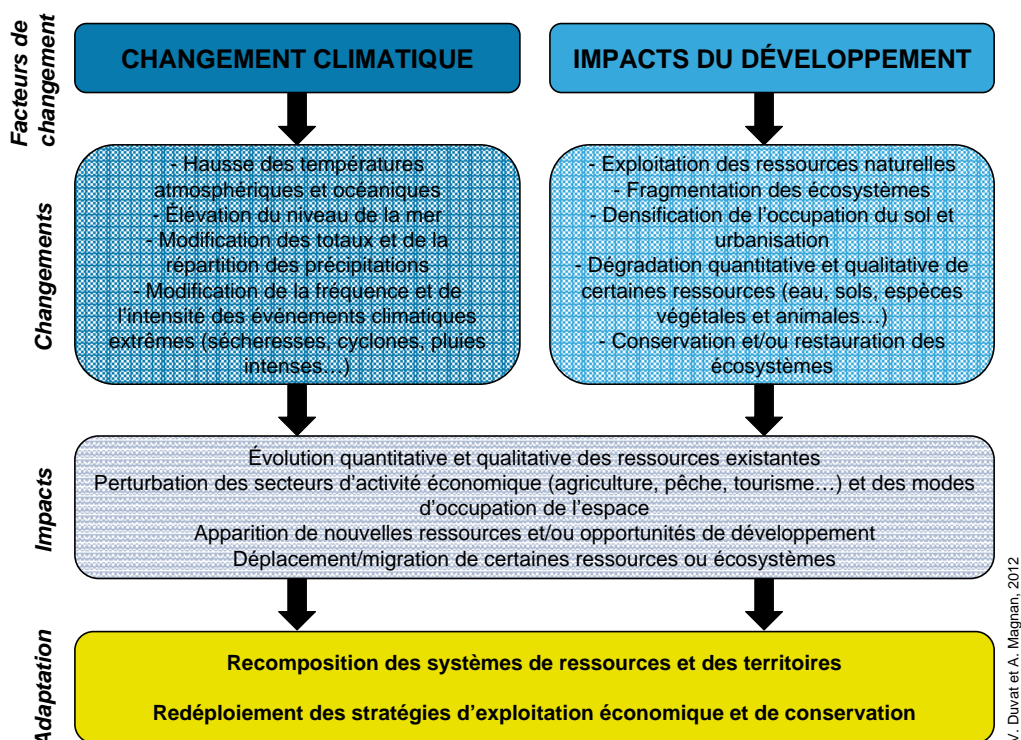 Facteurs de
changement
CHANGEMENT CLIMATIQUE
IMPACTS DU DÉVELOPPEMENT
Changements
- Hausse des températures
atmosphériques et océaniques
- Élévation du niveau de la mer
- Modification des totaux et de la
répartition des précipitations
- Modification de la fréquence et de
l'intensité des événements climatiques
extrêmes (sécheresses, cyclones, pluies
intenses…)
- Exploitation des ressources naturelles
- Fragmentation des écosystèmes
- Densification de l'occupation du sol et
urbanisation
- Dégradation quantitative et qualitative de
certaines ressources (eau, sols, espèces
végétales et animales…)
- Conservation et/ou restauration des
écosystèmes
Impacts
Évolution quantitative et qualitative des ressources existantes
Perturbation des secteurs d'activité économique (agriculture, pêche, tourisme…) et des modes
d'occupation de l'espace
Apparition de nouvelles ressources et/ou opportunités de développement
Déplacement/migration de certaines ressources ou écosystèmes
Adaptation
Recomposition des systèmes de ressources et des territoires
Redéploiement des stratégies d'exploitation économique et de conservation
V. Duvat et A. Magnan, 2012